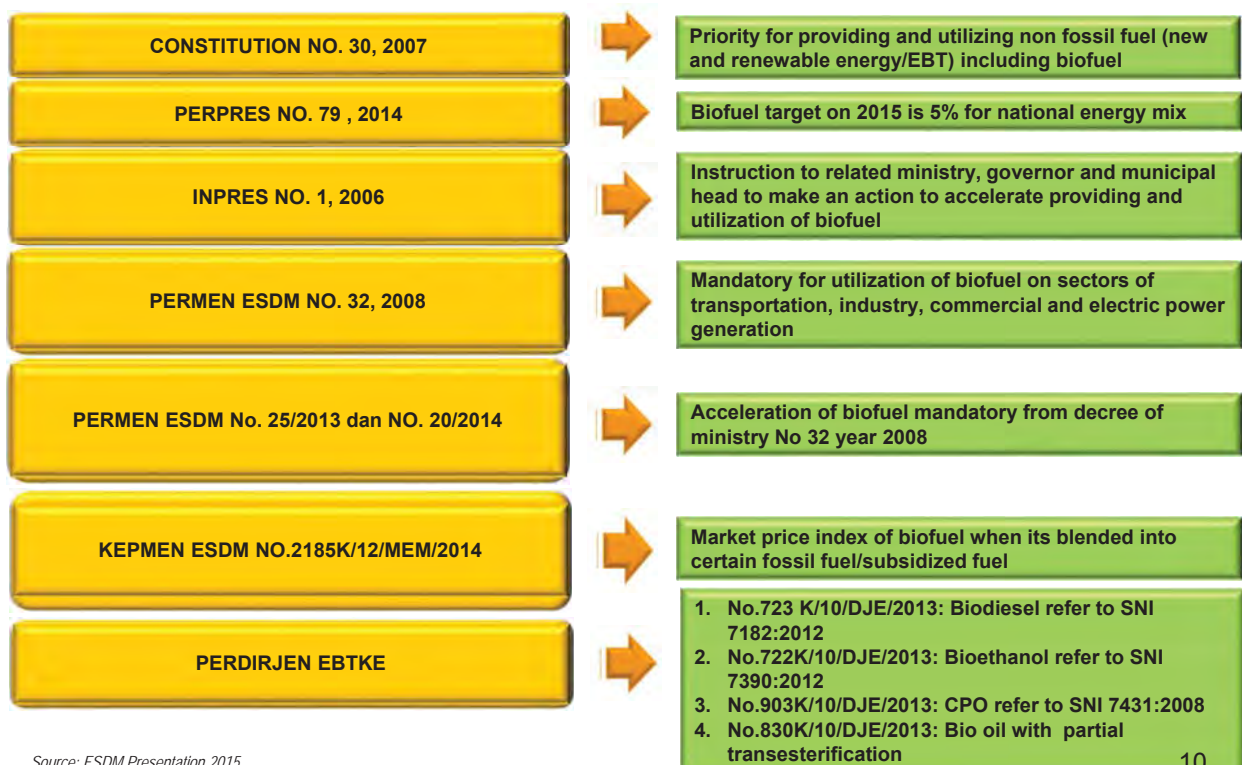 CONSTITUTION NO. 30, 2007
Priority for providing and utilizing non fossil fuel (new
and renewable energy/EBT) including biofuel
PERPRES NO. 79 , 2014
Biofuel target on 2015 is 5% for national energy mix
INPRES NO. 1, 2006
Instruction to related ministry, governor and municipal
head to make an action to accelerate providing and
utilization of biofuel
PERMEN ESDM NO. 32, 2008
Mandatory for utilization of biofuel on sectors of
transportation, industry, commercial and electric power
generation
PERMEN ESDM No. 25/2013 dan NO. 20/2014
Acceleration of biofuel mandatory from decree of
ministry No 32 year 2008
KEPMEN ESDM NO.2185K/12/MEM/2014
Market price index of biofuel when its blended into
certain fossil fuel/subsidized fuel
PERDIRJEN EBTKE
1. No.723 K/10/DJE/2013: Biodiesel refer to SNI
7182:2012
2. No.722K/10/DJE/2013: Bioethanol refer to SNI
7390:2012
3. No.903K/10/DJE/2013: CPO refer to SNI 7431:2008
4. No.830K/10/DJE/2013: Bio oil with partial
transesterification
Source: ESDM Presentation 2015
10